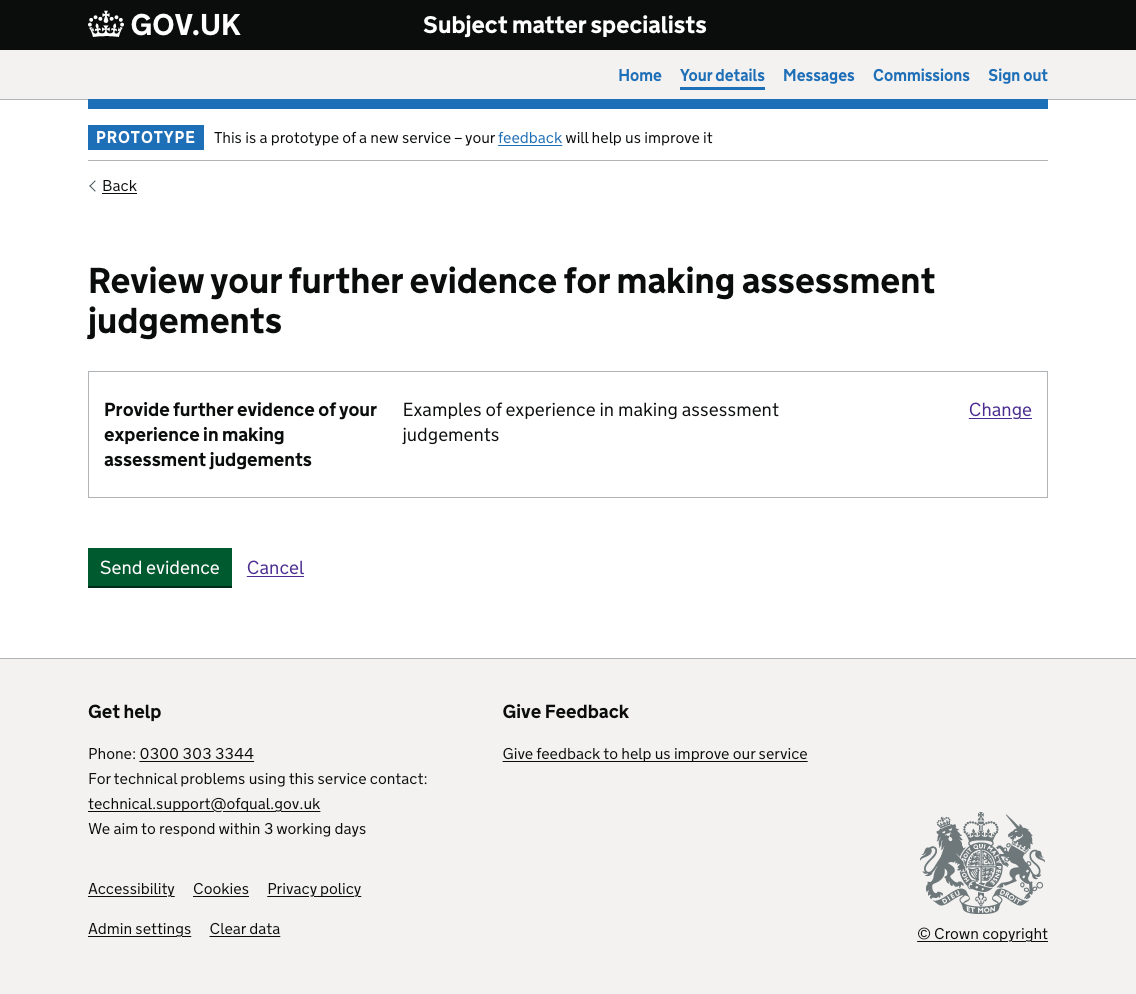 GOV.UK
Subject matter specialists
Home Your details Messages Commissions Sign out
PROTOTYPE This is a prototype of a new service – your feedback will help us improve it
Back
Review your further evidence for making assessment
judgements
Provide further evidence of your
experience in making
assessment judgements
Examples of experience in making assessment
judgements
Change
Send evidence Cancel
Get help
Phone: 0300 303 3344
For technical problems using this service contact:
technical.support@ofqual.gov.uk
We aim to respond within 3 working days
Give Feedback
Give feedback to help us improve our service
Accessibility Cookies Privacy policy
Admin settings Clear data
DIEU ET MON DROIT
© Crown copyright